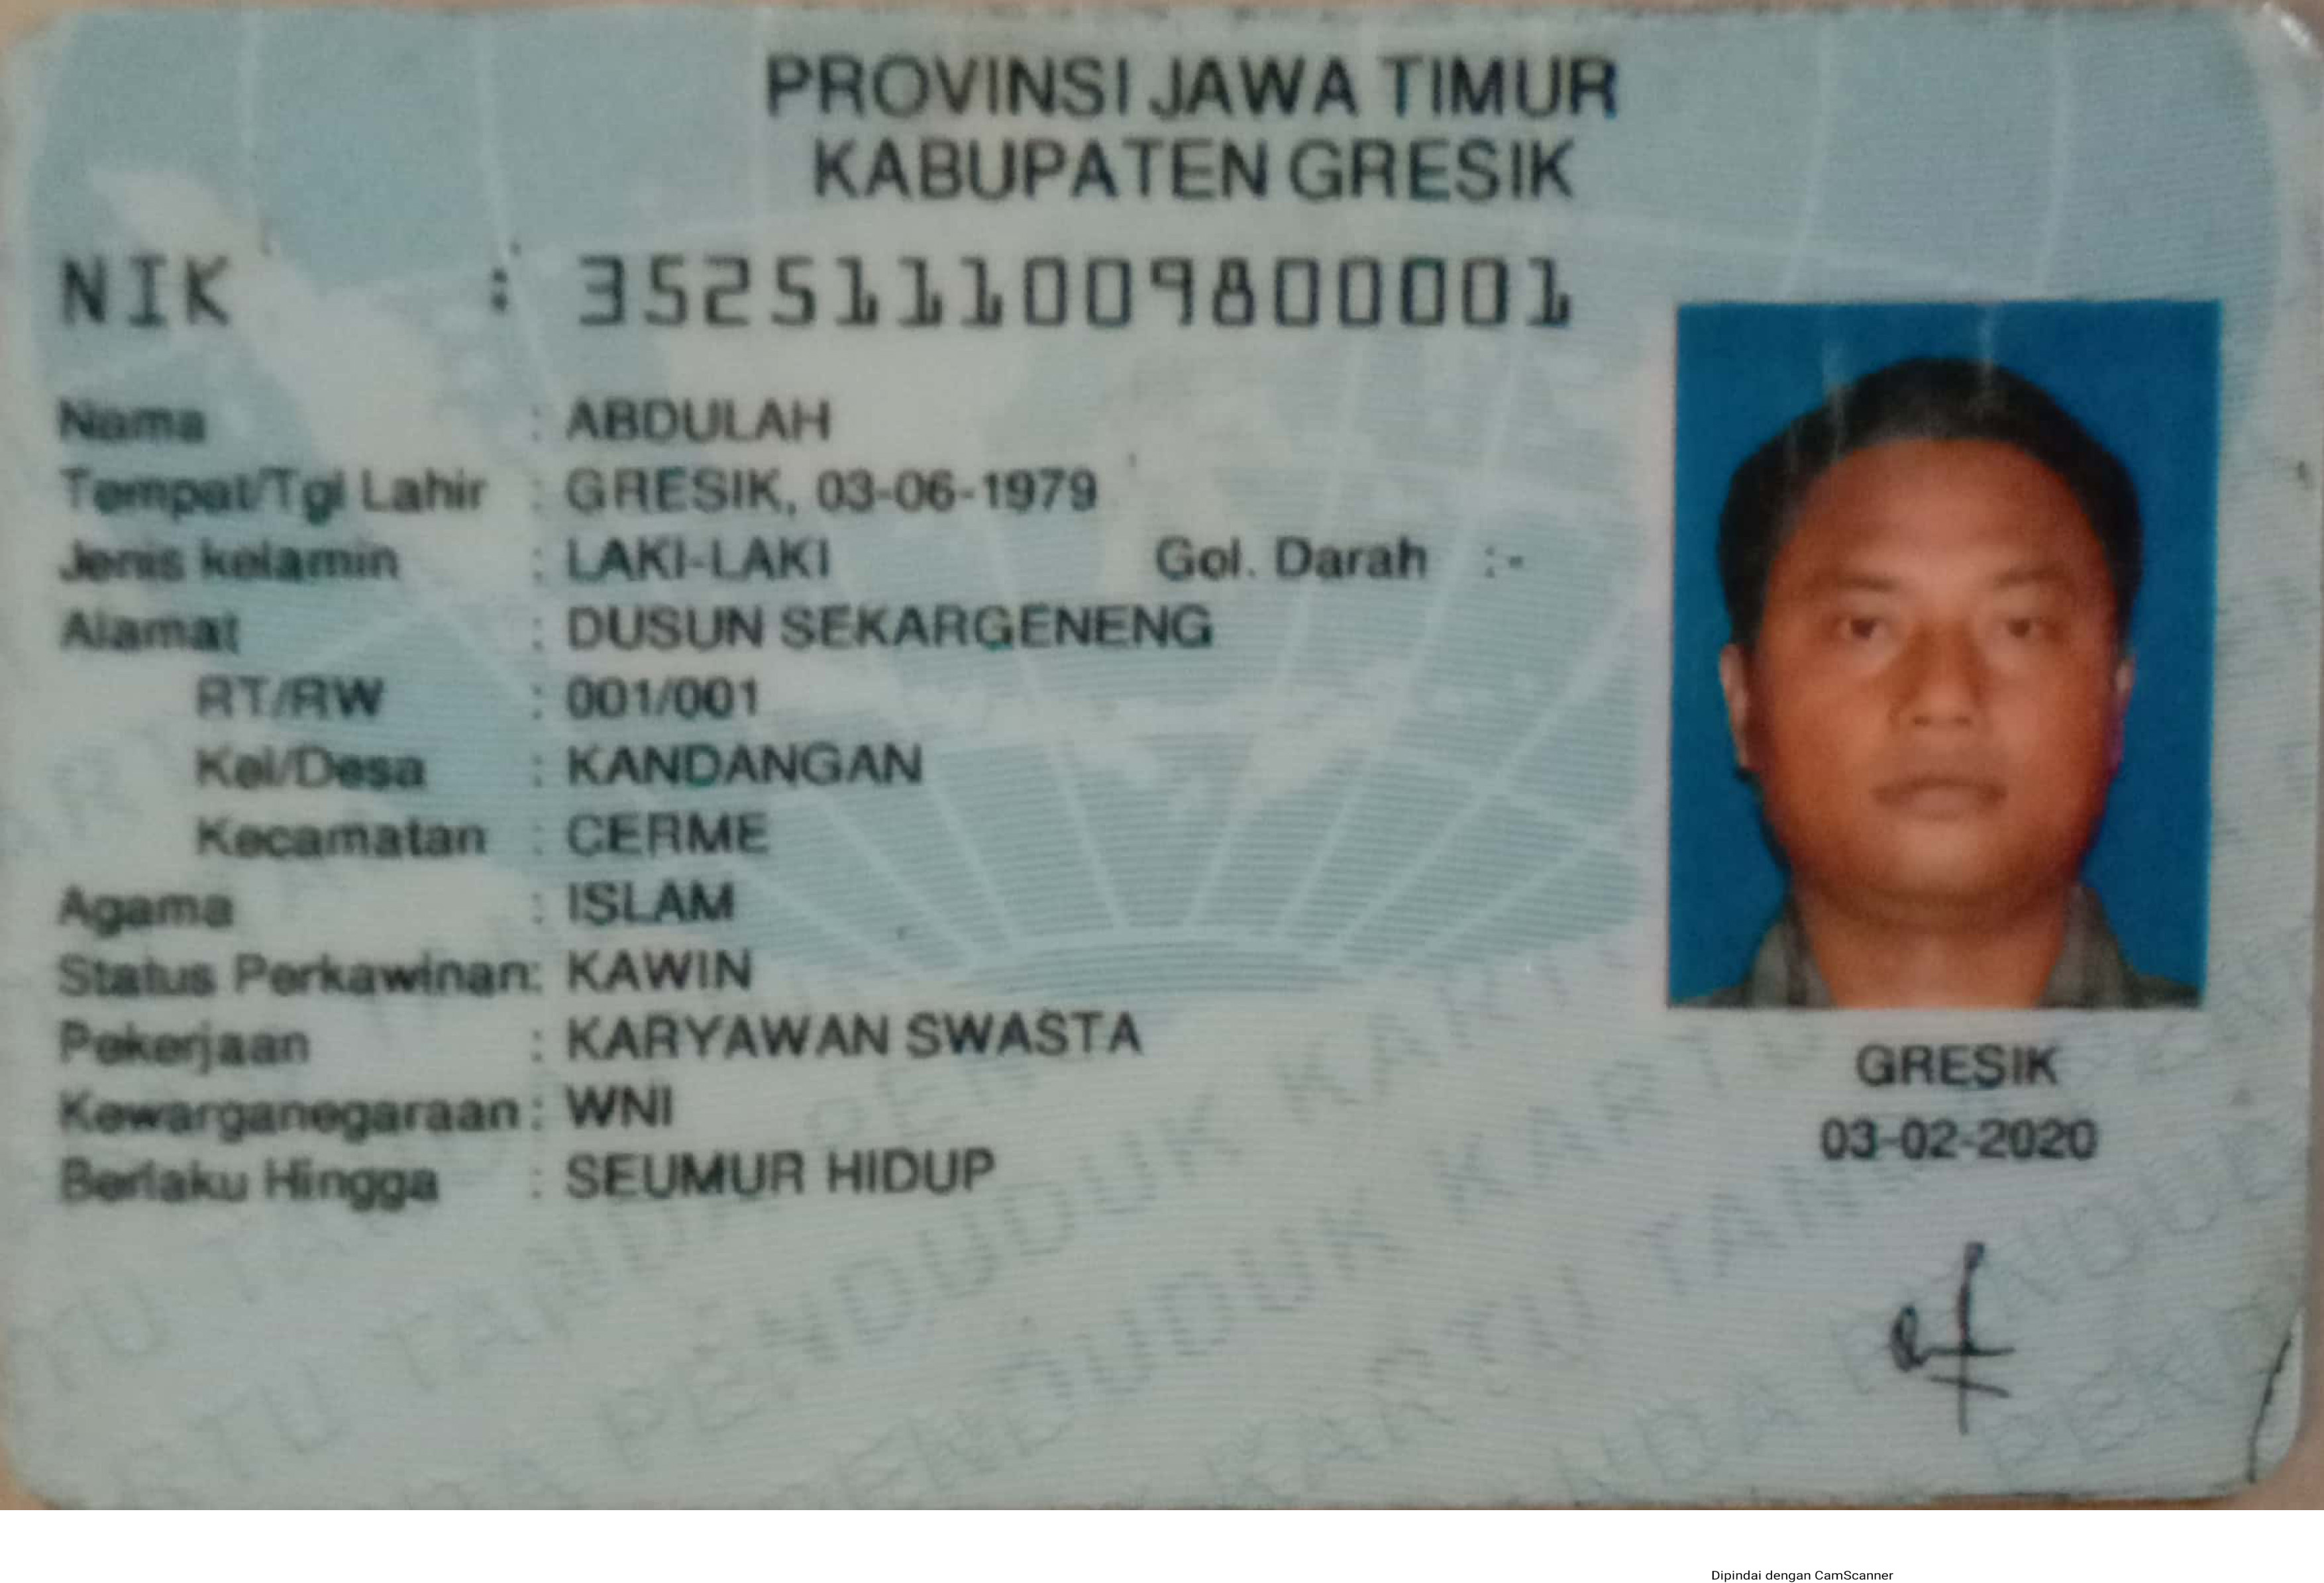 PROVINSI JAWA TIMUR
KABUPATEN GRESIK
NIK : 3525111009800001
Nama : ABDULAH
Tempat/Tgl Lahir : GRESIK, 03-06-1979
Jenis kelamin : LAKI-LAKI Gol. Darah : -
Alamat : DUSUN SEKARGENENG
RT/RW : 001/001
Kel/Desa : KANDANGAN
Kecamatan : CERME
Agama : ISLAM
Status Perkawinan: KAWIN
Pekerjaan : KARYAWAN SWASTA
Kewarganegaraan : WNI
Berlaku Hingga : SEUMUR HIDUP
GRESIK
03-02-2020
Dipindai dengan CamScanner